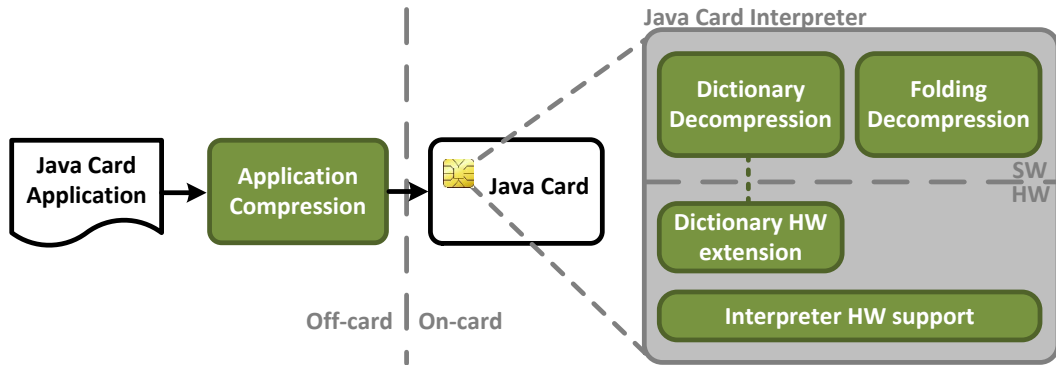 Java Card Interpreter
Dictionary
Decompression
Folding
Decompression
Java Card
Application
Application
Compression
Java Card
SW
HW
Dictionary HW
extension
Interpreter HW support
Off-card
On-card